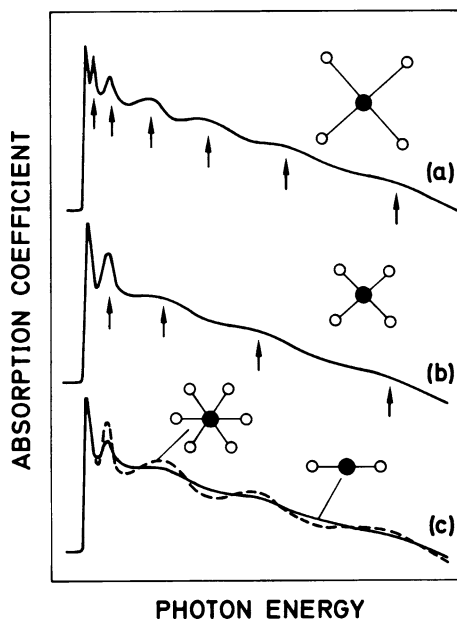 ABSORPTION COEFFICIENT
(a)
(b)
(c)
PHOTON ENERGY